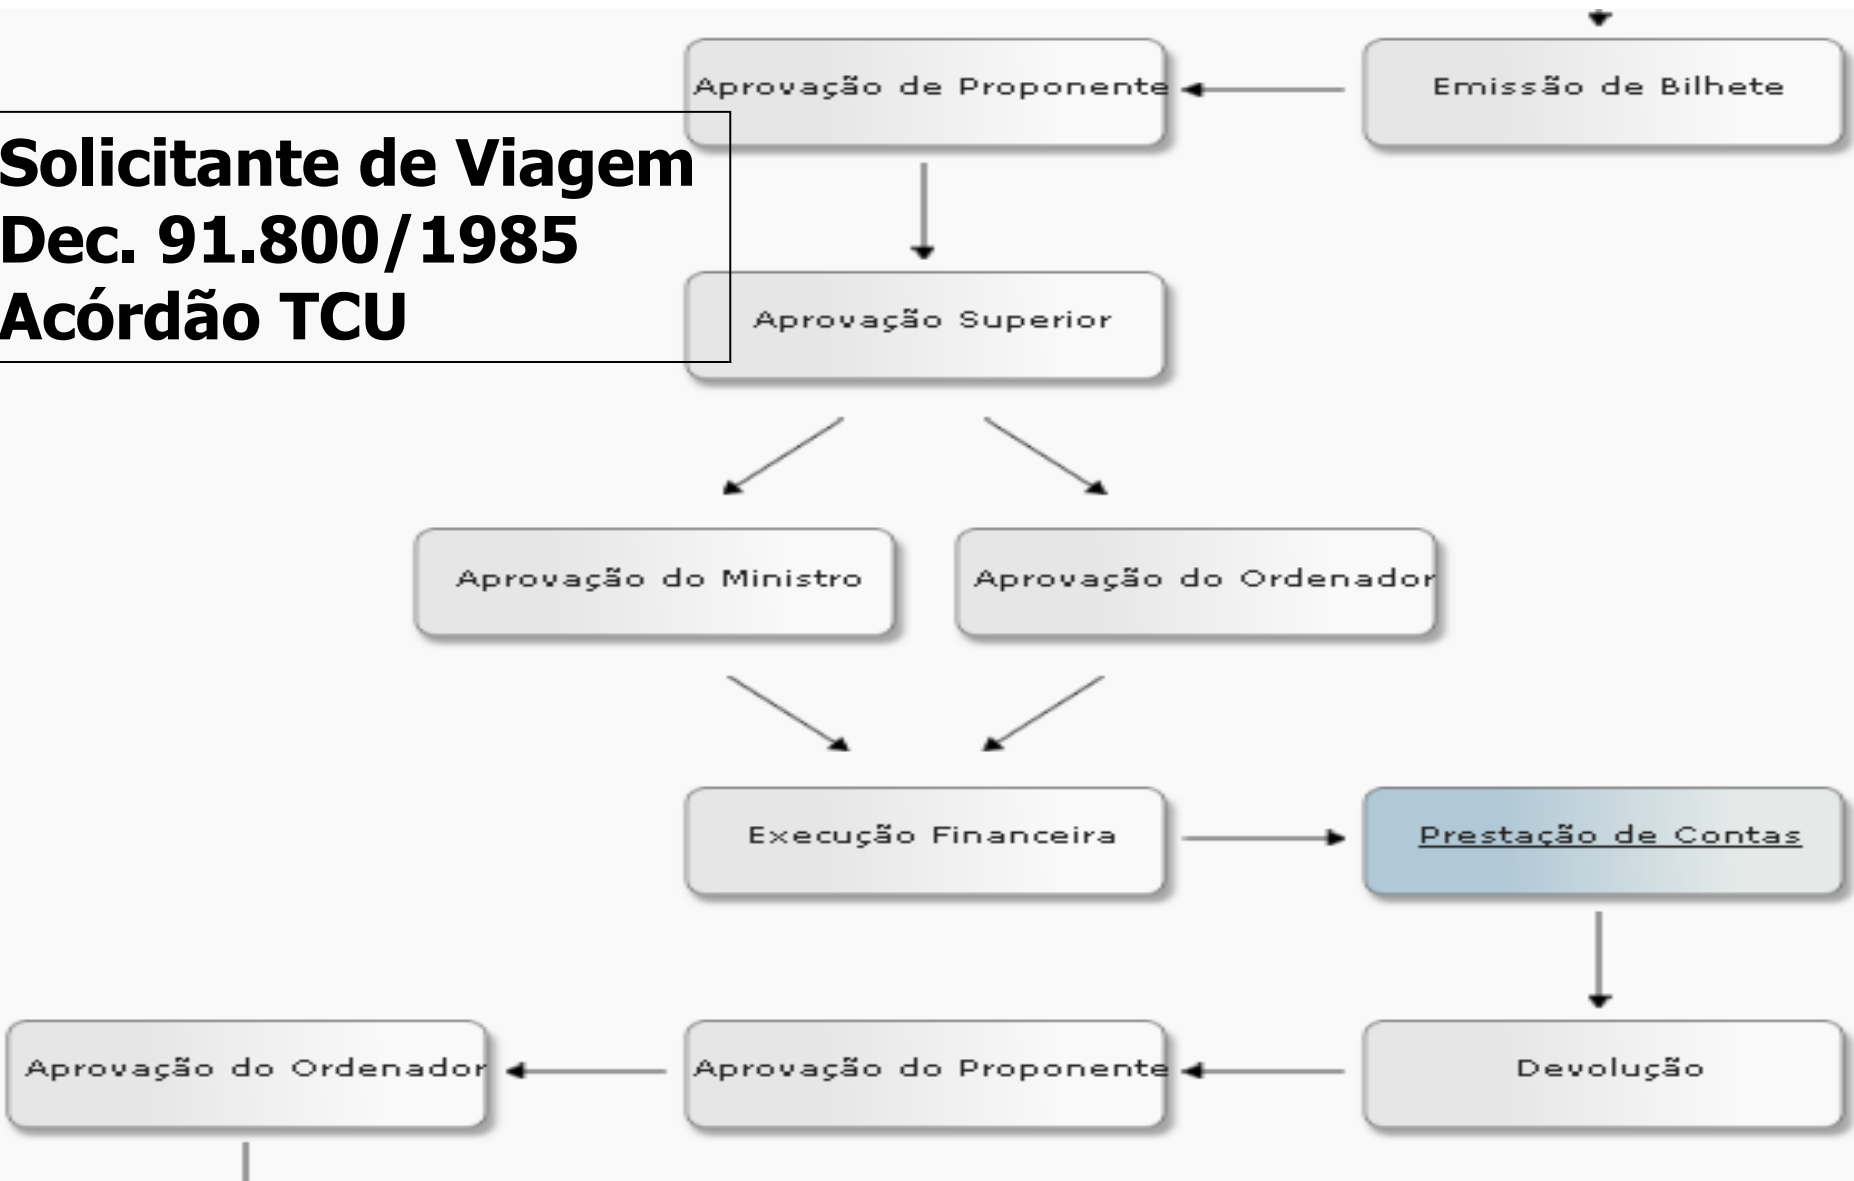 Aprovação de Proponente
Emissão de Bilhete
Solicitante de Viagem
Dec. 91.800/1985
Acórdão TCU
Aprovação Superior
Aprovação do Ministro
Aprovação do Ordenador
Execução Financeira
Prestação de Contas
Aprovação do Ordenador
Aprovação do Proponente
Devolução